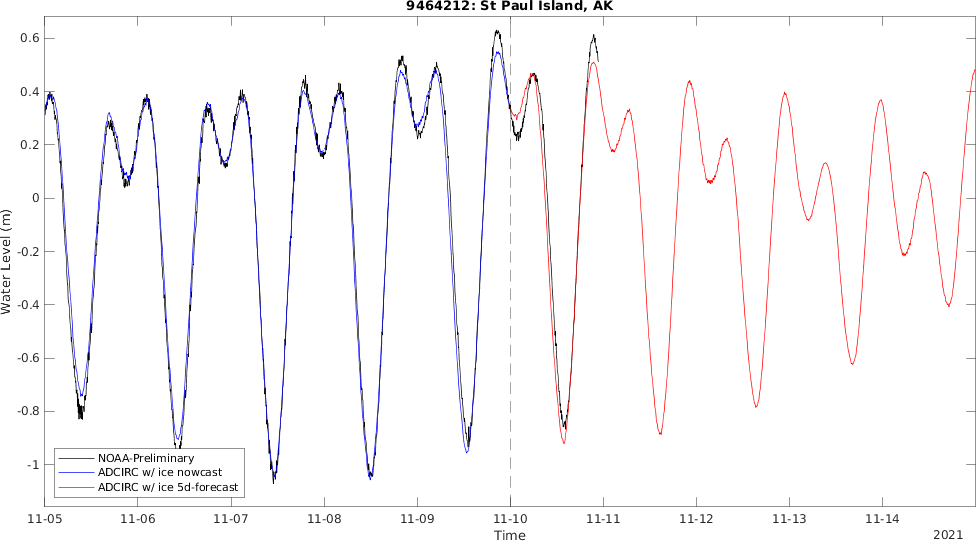 9464212: St Paul Island, AK
0.6
0.4
0.2
0
-0.2
-0.4
-0.6
-0.8
-1
Water Level (m)
NOAA-Preliminary
ADCIRC w/ ice nowcast
ADCIRC w/ ice 5d-forecast
11-05 11-06 11-07 11-08 11-09 11-10 11-11 11-12 11-13 11-14
Time
2021